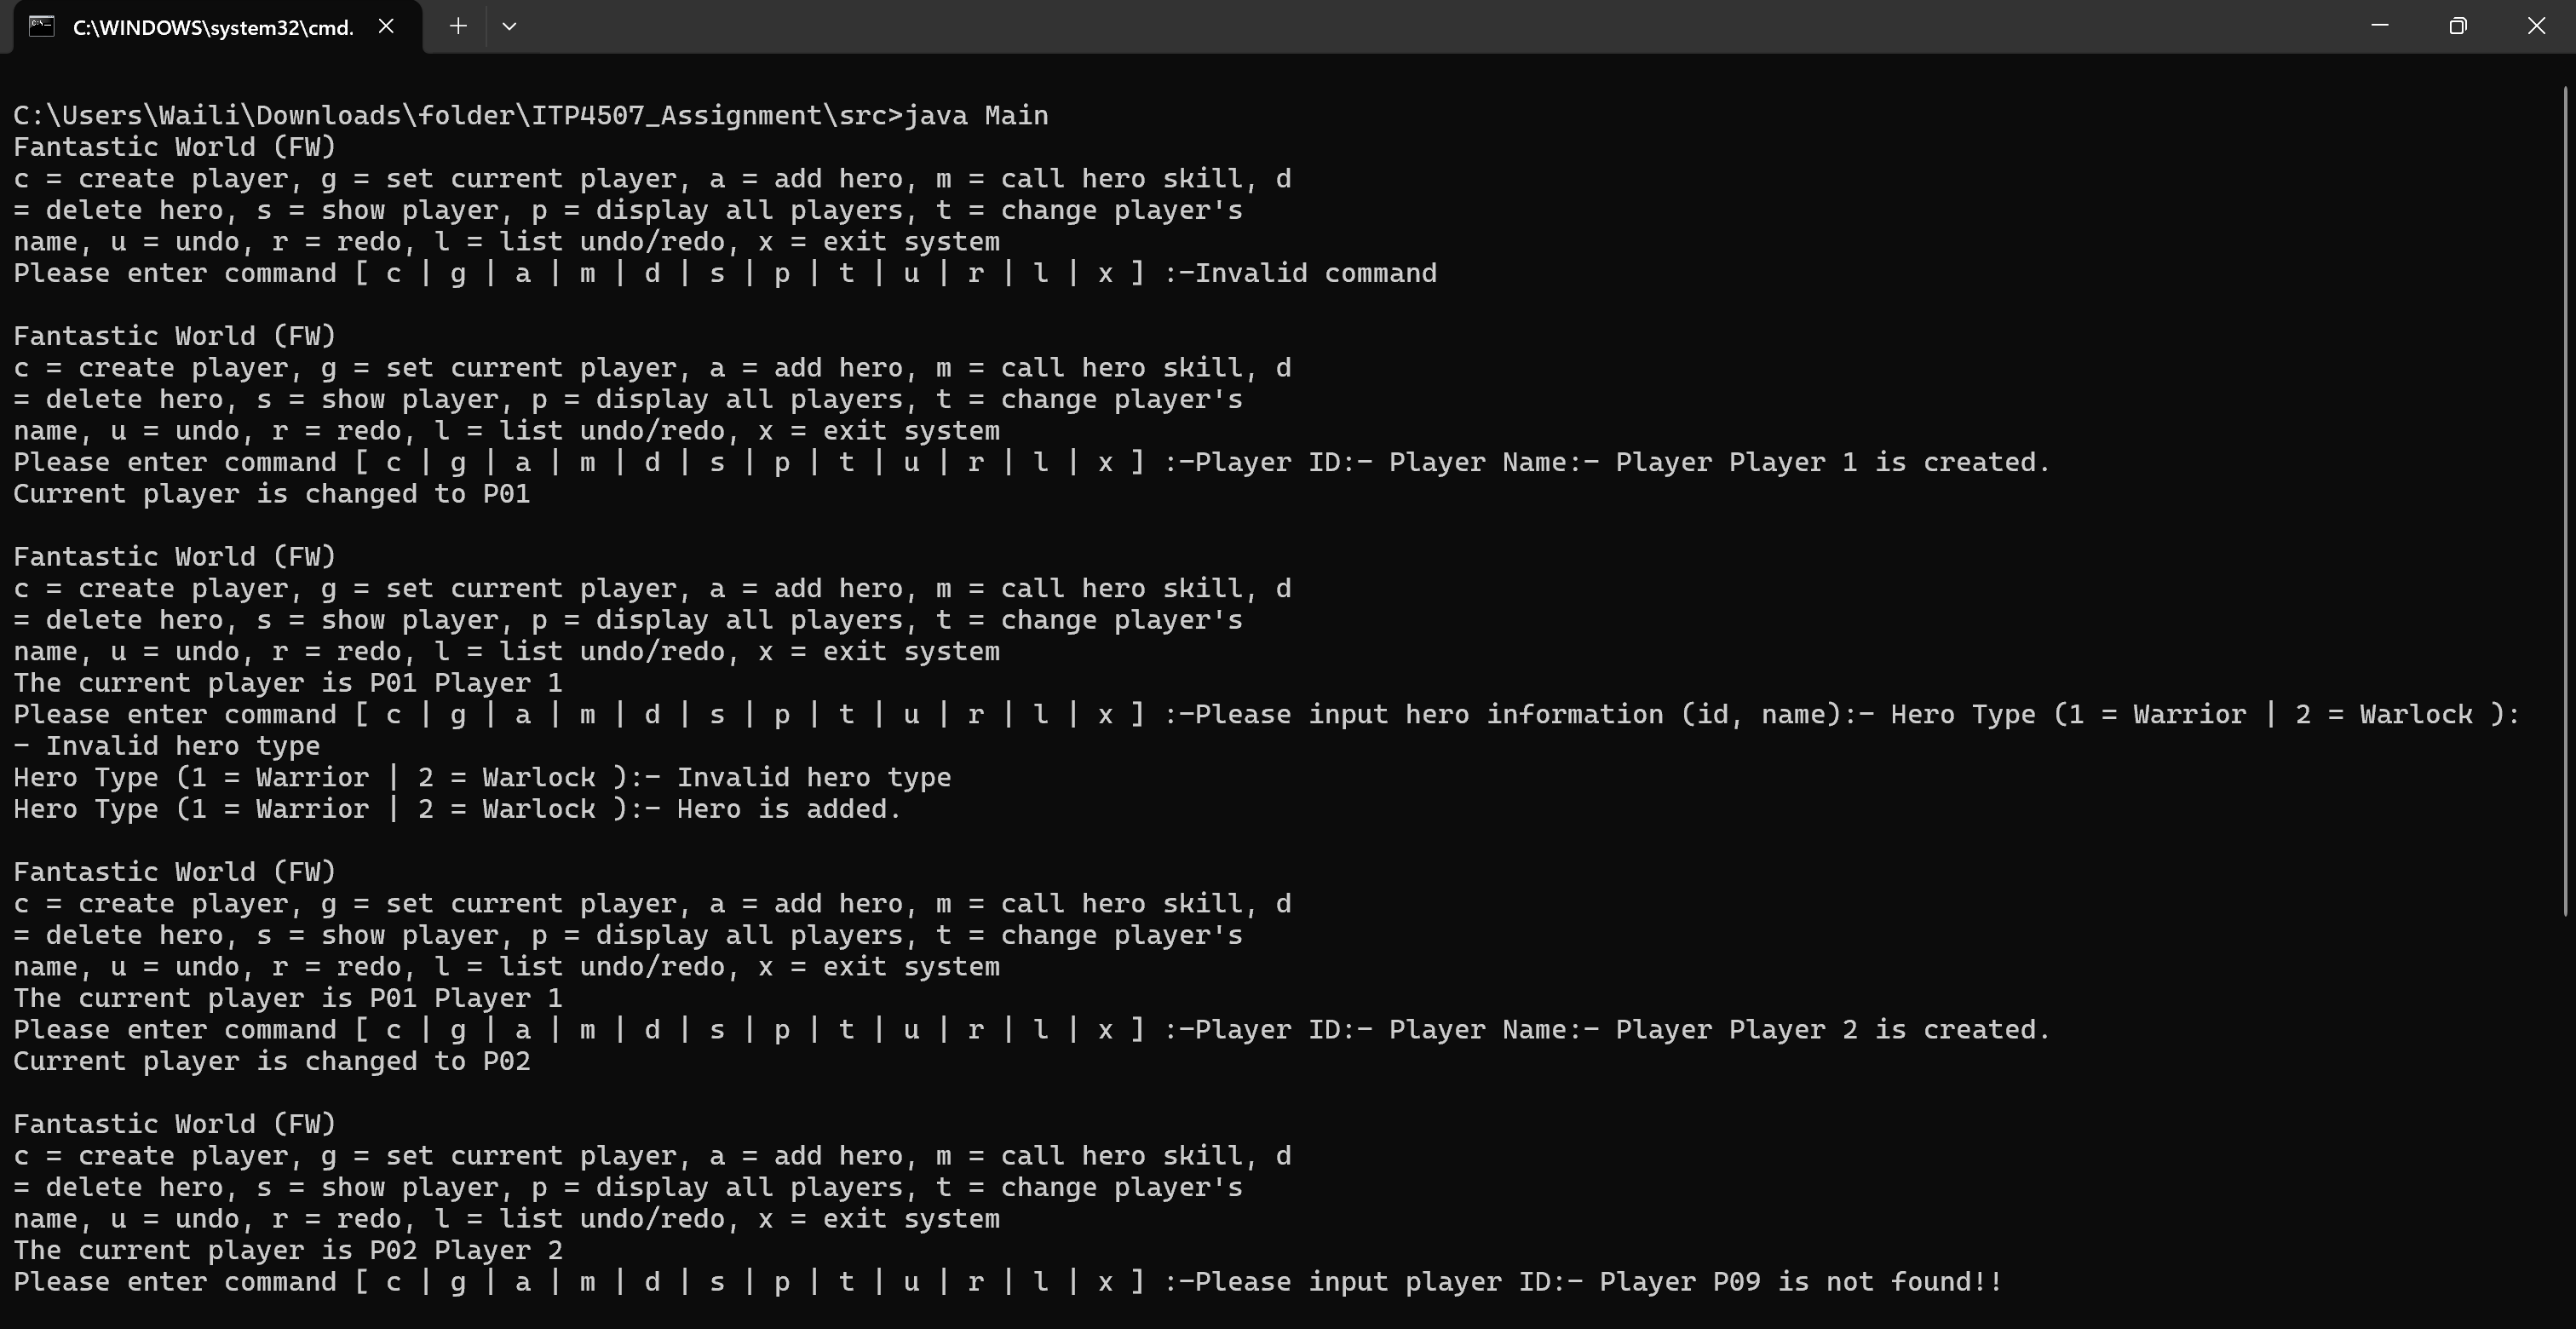 C:\WINDOWS\system32\cmd.
C:\Users\Waili\Downloads\folder\ITP4507_Assignment\src>java Main
Fantastic World (FW)
c = create player, g = set current player, a = add hero, m = call hero skill, d
= delete hero, s = show player, p = display all players, t = change player's
name, u = undo, r = redo, l = list undo/redo, x = exit system
Please enter command [ c | g | a | m | d | s | p | t | u | r | l | x ] :-Invalid command
Fantastic World (FW)
c = create player, g = set current player, a = add hero, m = call hero skill, d
= delete hero, s = show player, p = display all players, t = change player's
name, u = undo, r = redo, l = list undo/redo, x = exit system
Please enter command [ c | g | a | m | d | s | p | t | u | r | l | x ] :-Player ID:- Player Name:- Player Player 1 is created.
Current player is changed to P01
Fantastic World (FW)
c = create player, g = set current player, a = add hero, m = call hero skill, d
= delete hero, s = show player, p = display all players, t = change player's
name, u = undo, r = redo, l = list undo/redo, x = exit system
The current player is P01 Player 1
Please enter command [ c | g | a | m | d | s | p | t | u | r | l | x ] :-Please input hero information (id, name):- Hero Type (1 = Warrior | 2 = Warlock ):
- Invalid hero type
Hero Type (1 = Warrior | 2 = Warlock ):- Invalid hero type
Hero Type (1 = Warrior | 2 = Warlock ):- Hero is added.
Fantastic World (FW)
c = create player, g = set current player, a = add hero, m = call hero skill, d
= delete hero, s = show player, p = display all players, t = change player's
name, u = undo, r = redo, l = list undo/redo, x = exit system
The current player is P01 Player 1
Please enter command [ c | g | a | m | d | s | p | t | u | r | l | x ] :-Player ID:- Player Name:- Player Player 2 is created.
Current player is changed to P02
Fantastic World (FW)
c = create player, g = set current player, a = add hero, m = call hero skill, d
= delete hero, s = show player, p = display all players, t = change player's
name, u = undo, r = redo, l = list undo/redo, x = exit system
The current player is P02 Player 2
Please enter command [ c | g | a | m | d | s | p | t | u | r | l | x ] :-Please input player ID:- Player P09 is not found!!